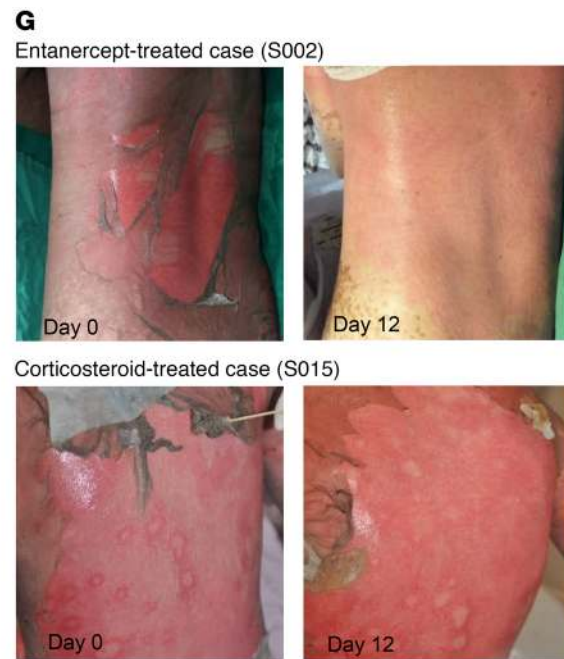 G
Entanercept-treated case (S002)
Day 0
Day 12
Corticosteroid-treated case (S015)
Day 0
Day 12